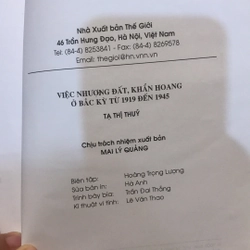 Nhà Xuất bản Thế Giới
46 Trần Hưng Đạo, Hà Nội, Việt Nam
Tel: (84-4) 8253841 - Fax: (84-4) 8269578
Email: thegioi@hn.vnn.vn
VIỆC NHƯỢNG ĐẤT, KHẨN HOANG
Ở BẮC KỲ TỪ 1919 ĐẾN 1945
TẠ THỊ THUÝ
Chịu trách nhiệm xuất bản
MAI LÝ QUẢNG
Biên tập: Hoàng Trọng Lương
Sửa bản in: Hà Anh
Trình bày bìa: Trần Đại Thắng
Kĩ thuật vi tính: Lê Văn Thao